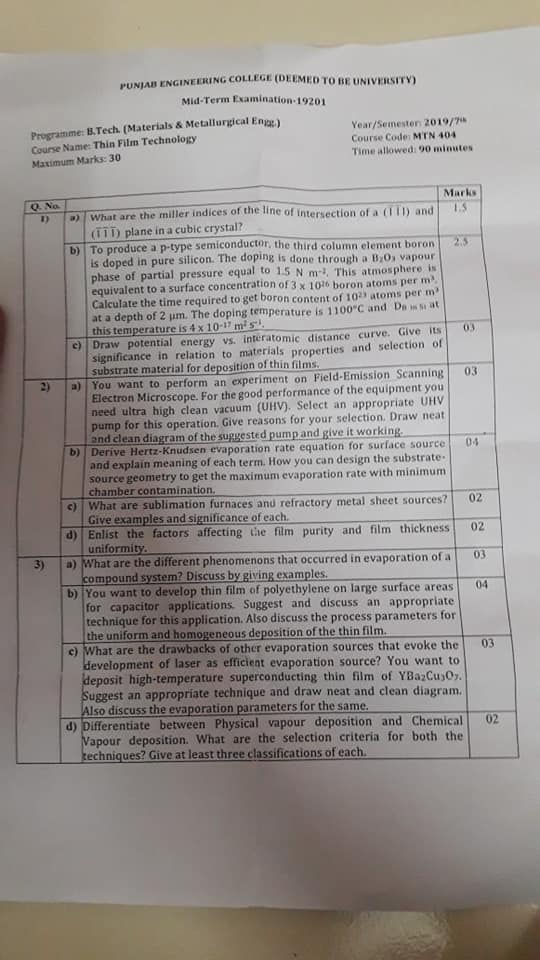 PUNJAB ENGINEERING COLLEGE (DEEMED TO BE UNIVERSITY)
Mid-Term Examination-19201
Programme: B.Tech. (Materials & Metallurgical Engg.)
Year/Semester: 2019/7th
Course Name: Thin Film Technology
Course Code: MTN 404
Maximum Marks: 30
Time allowed: 90 minutes
Q. No. Marks
1) a) What are the miller indices of the line of intersection of a (1̄ 1̄ 1) and 1.5
(1̄1̄1̄) plane in a cubic crystal?
b) To produce a p-type semiconductor, the third column element boron 2.5
is doped in pure silicon. The doping is done through a B₂O₃ vapour
phase of partial pressure equal to 1.5 N m⁻². This atmosphere is
equivalent to a surface concentration of 3 x 10²⁶ boron atoms per m³.
Calculate the time required to get boron content of 10²³ atoms per m³
at a depth of 2 μm. The doping temperature is 1100°C and D_B in Si at
this temperature is 4 x 10⁻¹⁷ m² s⁻¹.
c) Draw potential energy vs. interatomic distance curve. Give its 03
significance in relation to materials properties and selection of
substrate material for deposition of thin films.
2) a) You want to perform an experiment on Field-Emission Scanning 03
Electron Microscope. For the good performance of the equipment you
need ultra high clean vacuum (UHV). Select an appropriate UHV
pump for this operation. Give reasons for your selection. Draw neat
and clean diagram of the suggested pump and give it working.
b) Derive Hertz-Knudsen evaporation rate equation for surface source 04
and explain meaning of each term. How you can design the substrate-
source geometry to get the maximum evaporation rate with minimum
chamber contamination.
c) What are sublimation furnaces and refractory metal sheet sources? 02
Give examples and significance of each.
d) Enlist the factors affecting the film purity and film thickness 02
uniformity.
3) a) What are the different phenomenons that occurred in evaporation of a 03
compound system? Discuss by giving examples.
b) You want to develop thin film of polyethylene on large surface areas 04
for capacitor applications. Suggest and discuss an appropriate
technique for this application. Also discuss the process parameters for
the uniform and homogeneous deposition of the thin film.
c) What are the drawbacks of other evaporation sources that evoke the 03
development of laser as efficient evaporation source? You want to
deposit high-temperature superconducting thin film of YBa₂Cu₃O₇.
Suggest an appropriate technique and draw neat and clean diagram.
Also discuss the evaporation parameters for the same.
d) Differentiate between Physical vapour deposition and Chemical 02
Vapour deposition. What are the selection criteria for both the
techniques? Give at least three classifications of each.